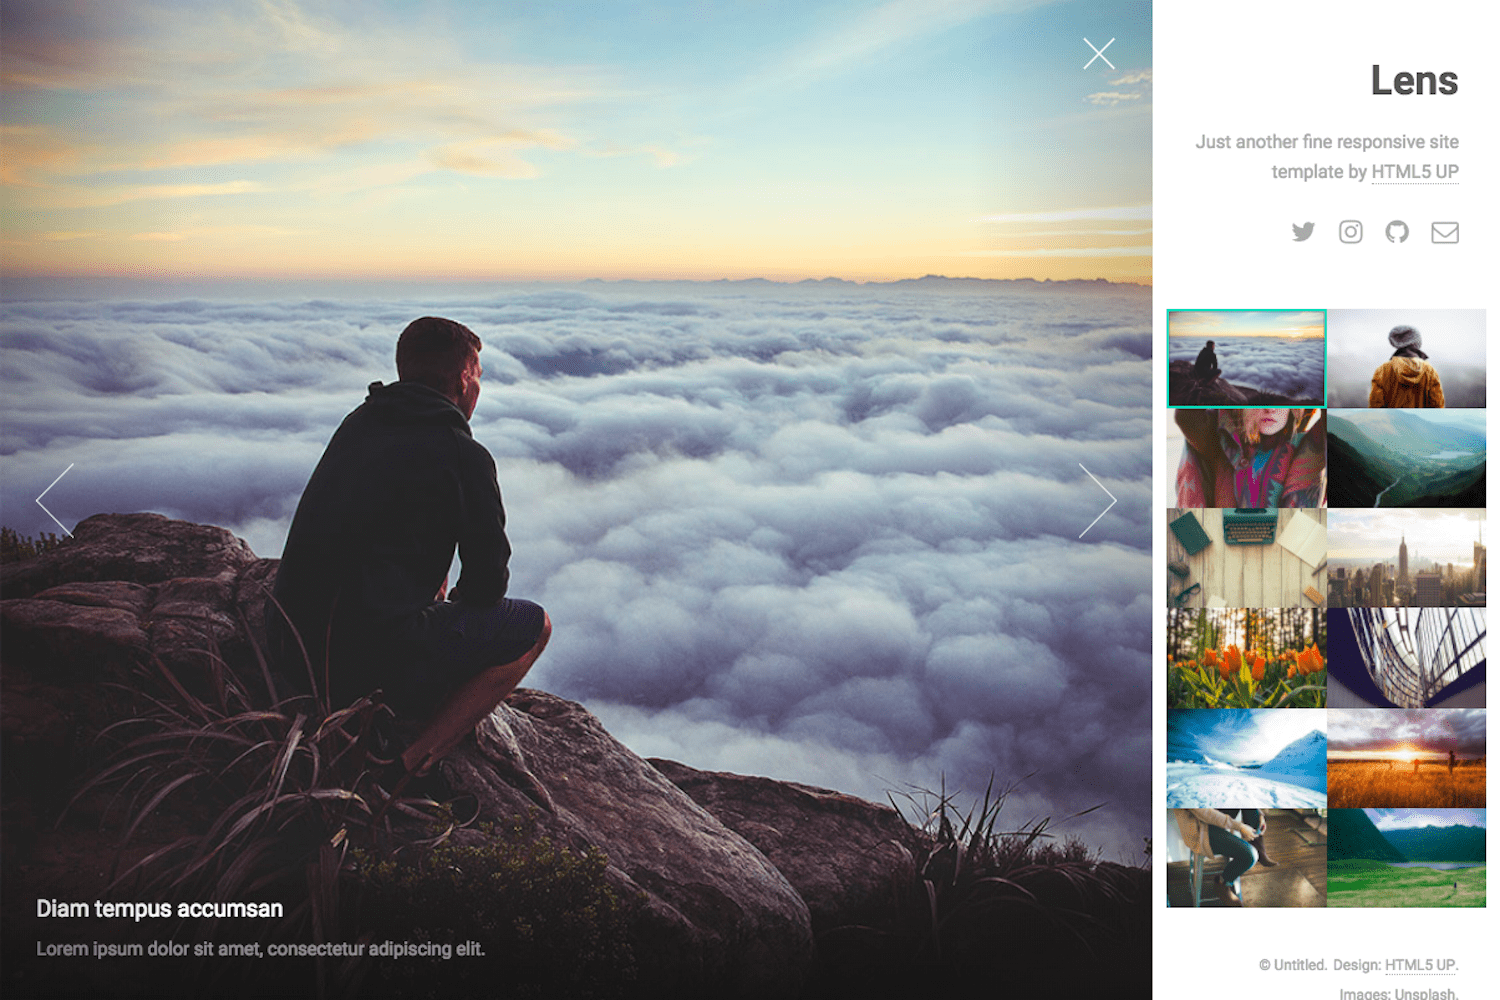 Lens
Just another fine responsive site
template by HTML5 UP
Diam tempus accumsan
Lorem ipsum dolor sit amet, consectetur adipiscing elit.
© Untitled. Design: HTML5 UP.
Images: Unsplash.